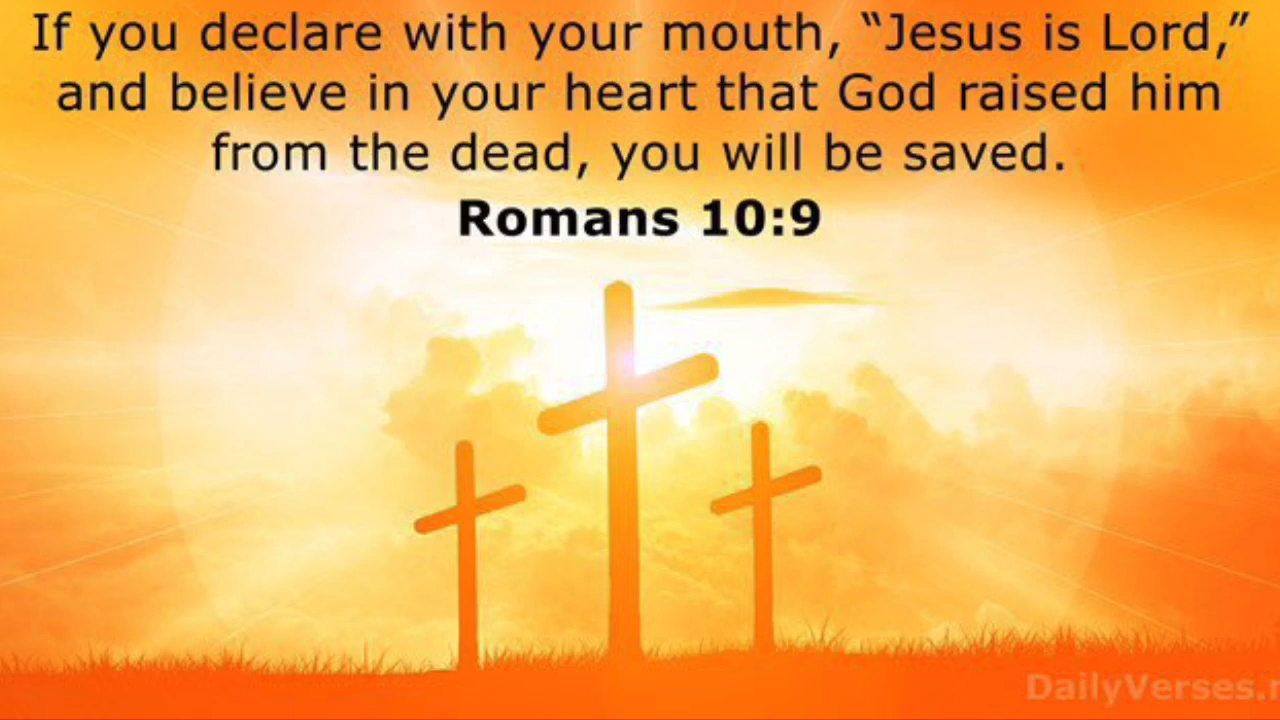 If you declare with your mouth, “Jesus is Lord,”
and believe in your heart that God raised him
from the dead, you will be saved.
Romans 10:9
DailyVerses.n